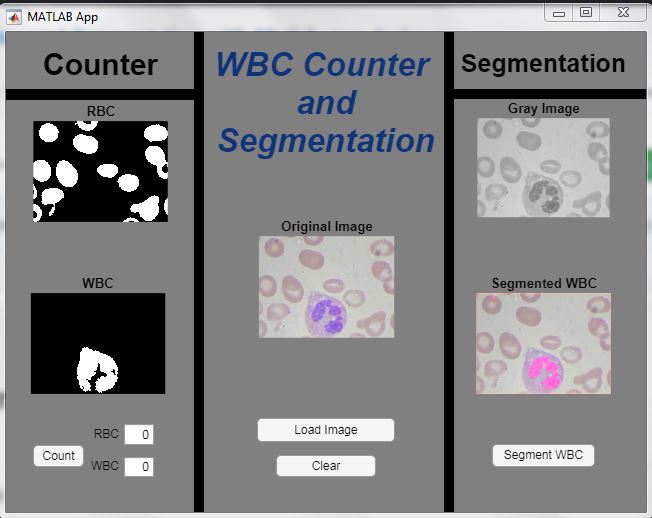 MATLAB App
Counter
RBC
WBC
RBC 0
Count
WBC 0
WBC Counter
and
Segmentation
Original Image
Load Image
Clear
Segmentation
Gray Image
Segmented WBC
Segment WBC